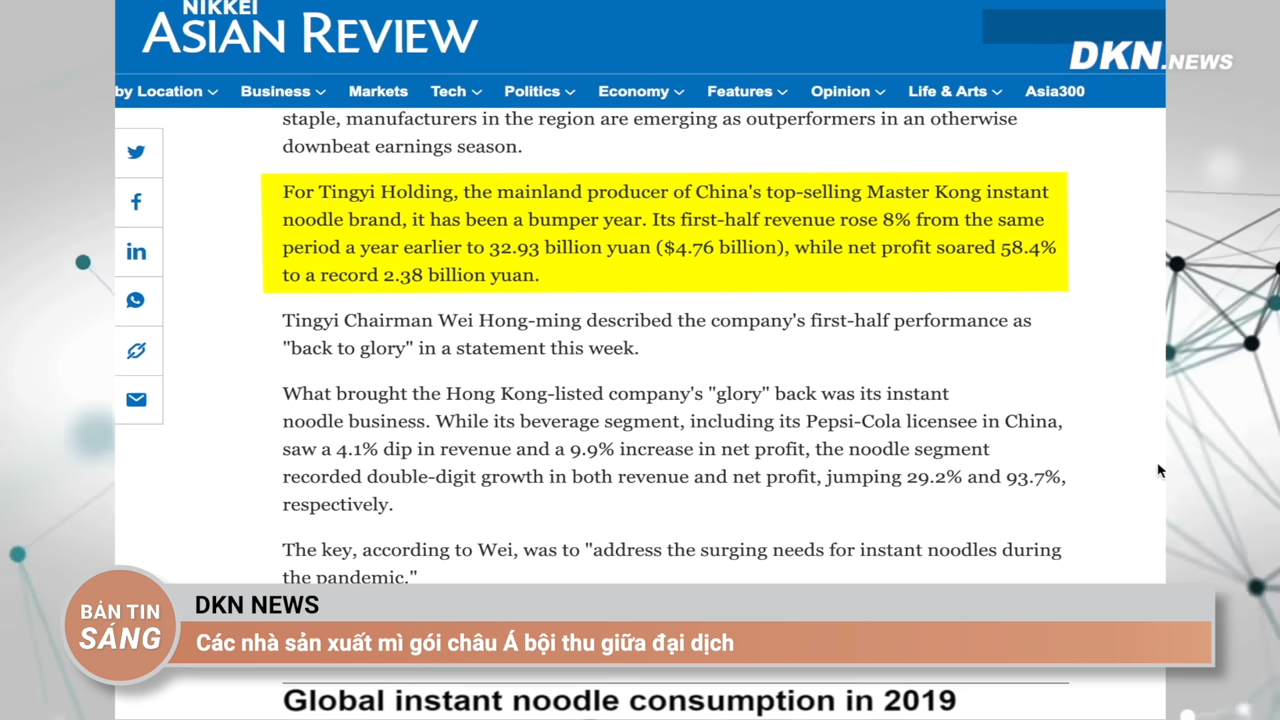 NIKKEI
ASIAN REVIEW
DKN.NEWS
by Location Business Markets Tech Politics Economy Features Opinion Life & Arts Asia300
staple, manufacturers in the region are emerging as outperformers in an otherwise
downbeat earnings season.
For Tingyi Holding, the mainland producer of China's top-selling Master Kong instant
noodle brand, it has been a bumper year. Its first-half revenue rose 8% from the same
period a year earlier to 32.93 billion yuan ($4.76 billion), while net profit soared 58.4%
to a record 2.38 billion yuan.
Tingyi Chairman Wei Hong-ming described the company's first-half performance as
"back to glory" in a statement this week.
What brought the Hong Kong-listed company's "glory" back was its instant
noodle business. While its beverage segment, including its Pepsi-Cola licensee in China,
saw a 4.1% dip in revenue and a 9.9% increase in net profit, the noodle segment
recorded double-digit growth in both revenue and net profit, jumping 29.2% and 93.7%,
respectively.
The key, according to Wei, was to "address the surging needs for instant noodles during
the pandemic."
BẢN TIN
SÁNG
DKN NEWS
Các nhà sản xuất mì gói châu Á bội thu giữa đại dịch
Global instant noodle consumption in 2019